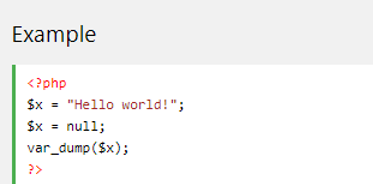 Example
<?php
$x = "Hello world!";
$x = null;
var_dump($x);
?>